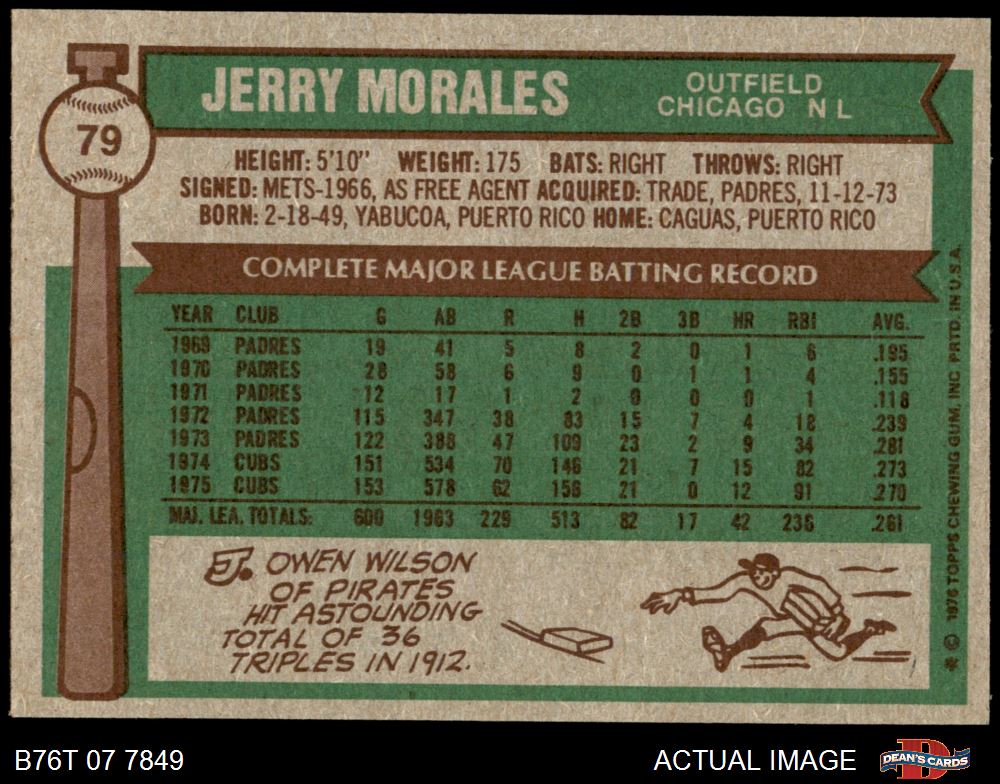 JERRY MORALES
OUTFIELD
CHICAGO N L
79
HEIGHT: 5'10" WEIGHT: 175 BATS: RIGHT THROWS: RIGHT
SIGNED: METS-1966, AS FREE AGENT ACQUIRED: TRADE, PADRES, 11-12-73
BORN: 2-18-49, YABUCOA, PUERTO RICO HOME: CAGUAS, PUERTO RICO
COMPLETE MAJOR LEAGUE BATTING RECORD
YEAR CLUB G AB R H 2B 3B HR RBI AVG.
1969 PADRES 19 41 5 8 2 0 1 6 .195
1970 PADRES 28 58 6 9 0 1 1 4 .155
1971 PADRES 12 17 1 2 0 0 0 1 .118
1972 PADRES 115 347 38 83 15 7 4 18 .239
1973 PADRES 122 388 47 109 23 2 9 34 .281
1974 CUBS 151 534 70 146 21 7 15 82 .273
1975 CUBS 153 578 62 156 21 0 12 91 .270
MAJ. LEA. TOTALS: 600 1963 229 513 82 17 42 236 .261
E.J. OWEN WILSON
OF PIRATES
HIT ASTOUNDING
TOTAL OF 36
TRIPLES IN 1912.
* © 1976 TOPPS CHEWING GUM, INC. PRTD. IN U.S.A.
B76T 07 7849
ACTUAL IMAGE
D
DEAN'S CARDS